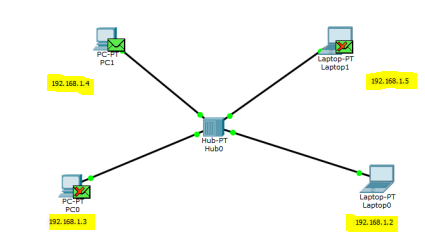 PC-PT
PC1
192.168.1.4
Laptop-PT
Laptop1
192.168.1.5
Hub-PT
Hub0
PC-PT
PC0
192.168.1.3
Laptop-PT
Laptop0
192.168.1.2